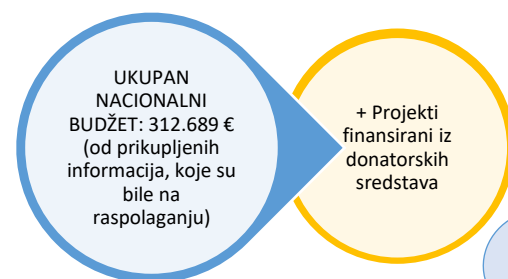 UKUPAN
NACIONALNI
BUDŽET: 312.689 €
(od prikupljenih
informacija, koje su
bile na
raspolaganju)
+ Projekti
finansirani iz
donatorskih
sredstava